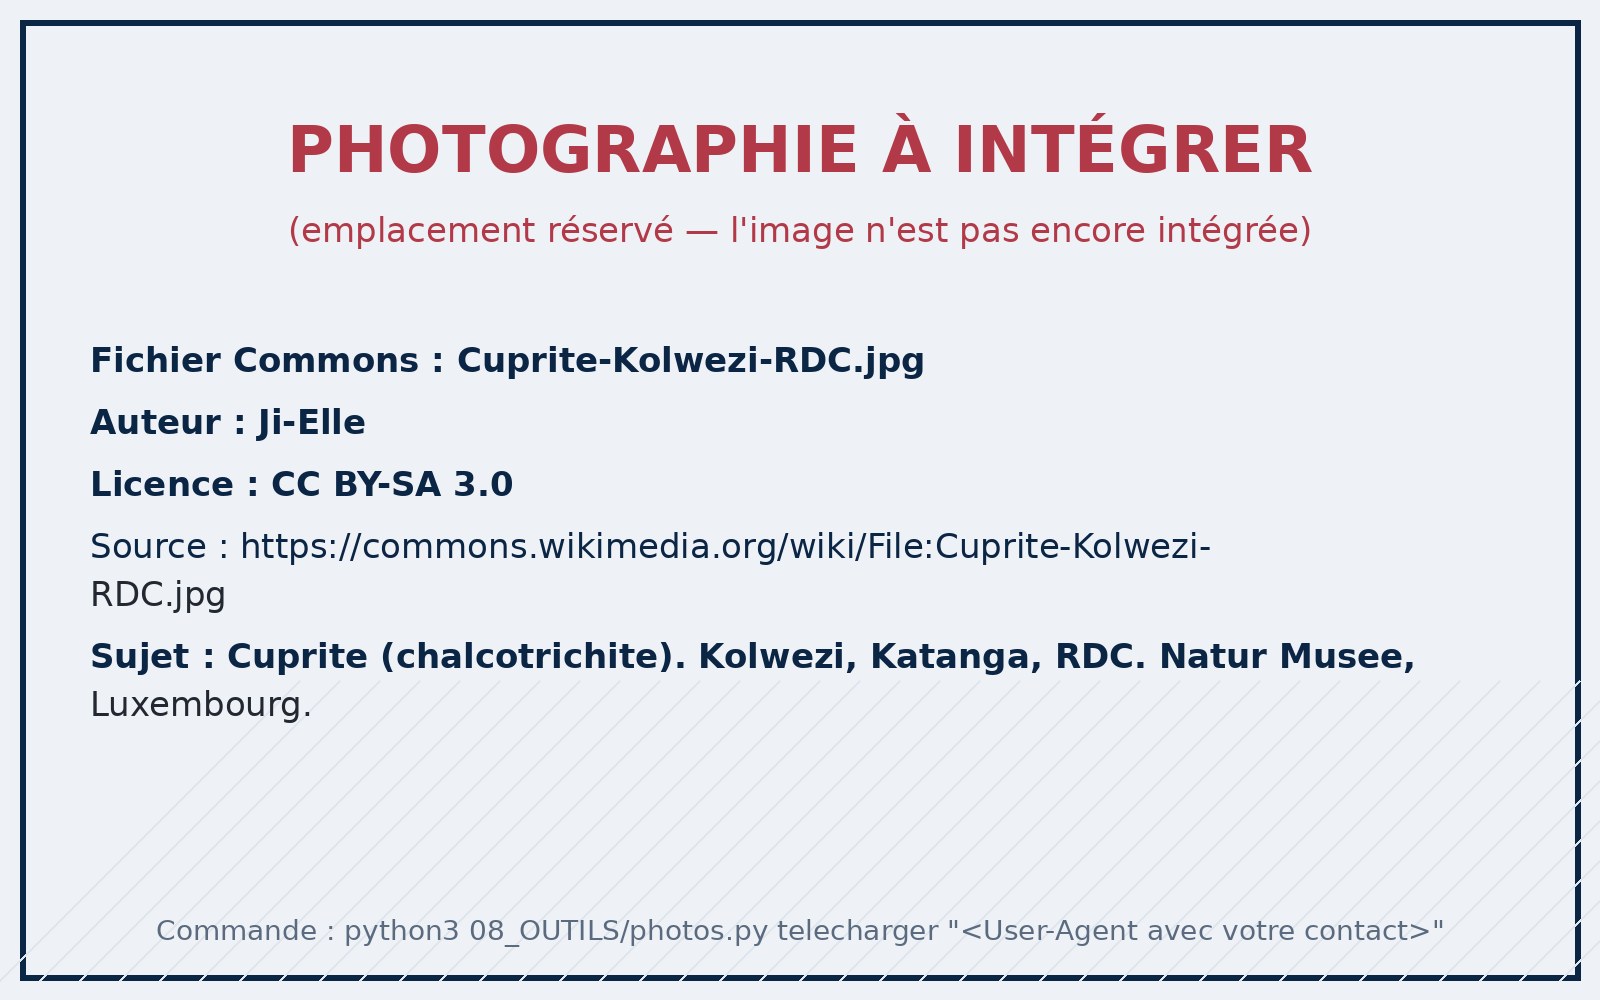 PHOTOGRAPHIE À INTÉGRER
(emplacement réservé — l'image n'est pas encore intégrée)
Fichier Commons : Cuprite-Kolwezi-RDC.jpg
Auteur : Ji-Elle
Licence : CC BY-SA 3.0
Source : https://commons.wikimedia.org/wiki/File:Cuprite-Kolwezi-
RDC.jpg
Sujet : Cuprite (chalcotrichite). Kolwezi, Katanga, RDC. Natur Musee,
Luxembourg.
Commande : python3 08_OUTILS/photos.py telecharger "<User-Agent avec votre contact>"